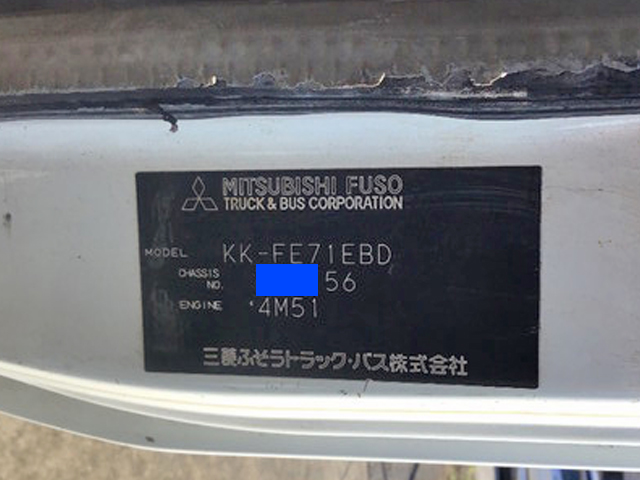 MITSUBISHI FUSO
TRUCK & BUS CORPORATION
MODEL KK-FE71EBD
CHASSIS NO. 56
ENGINE 4M51
三菱ふそうトラック・バス株式会社